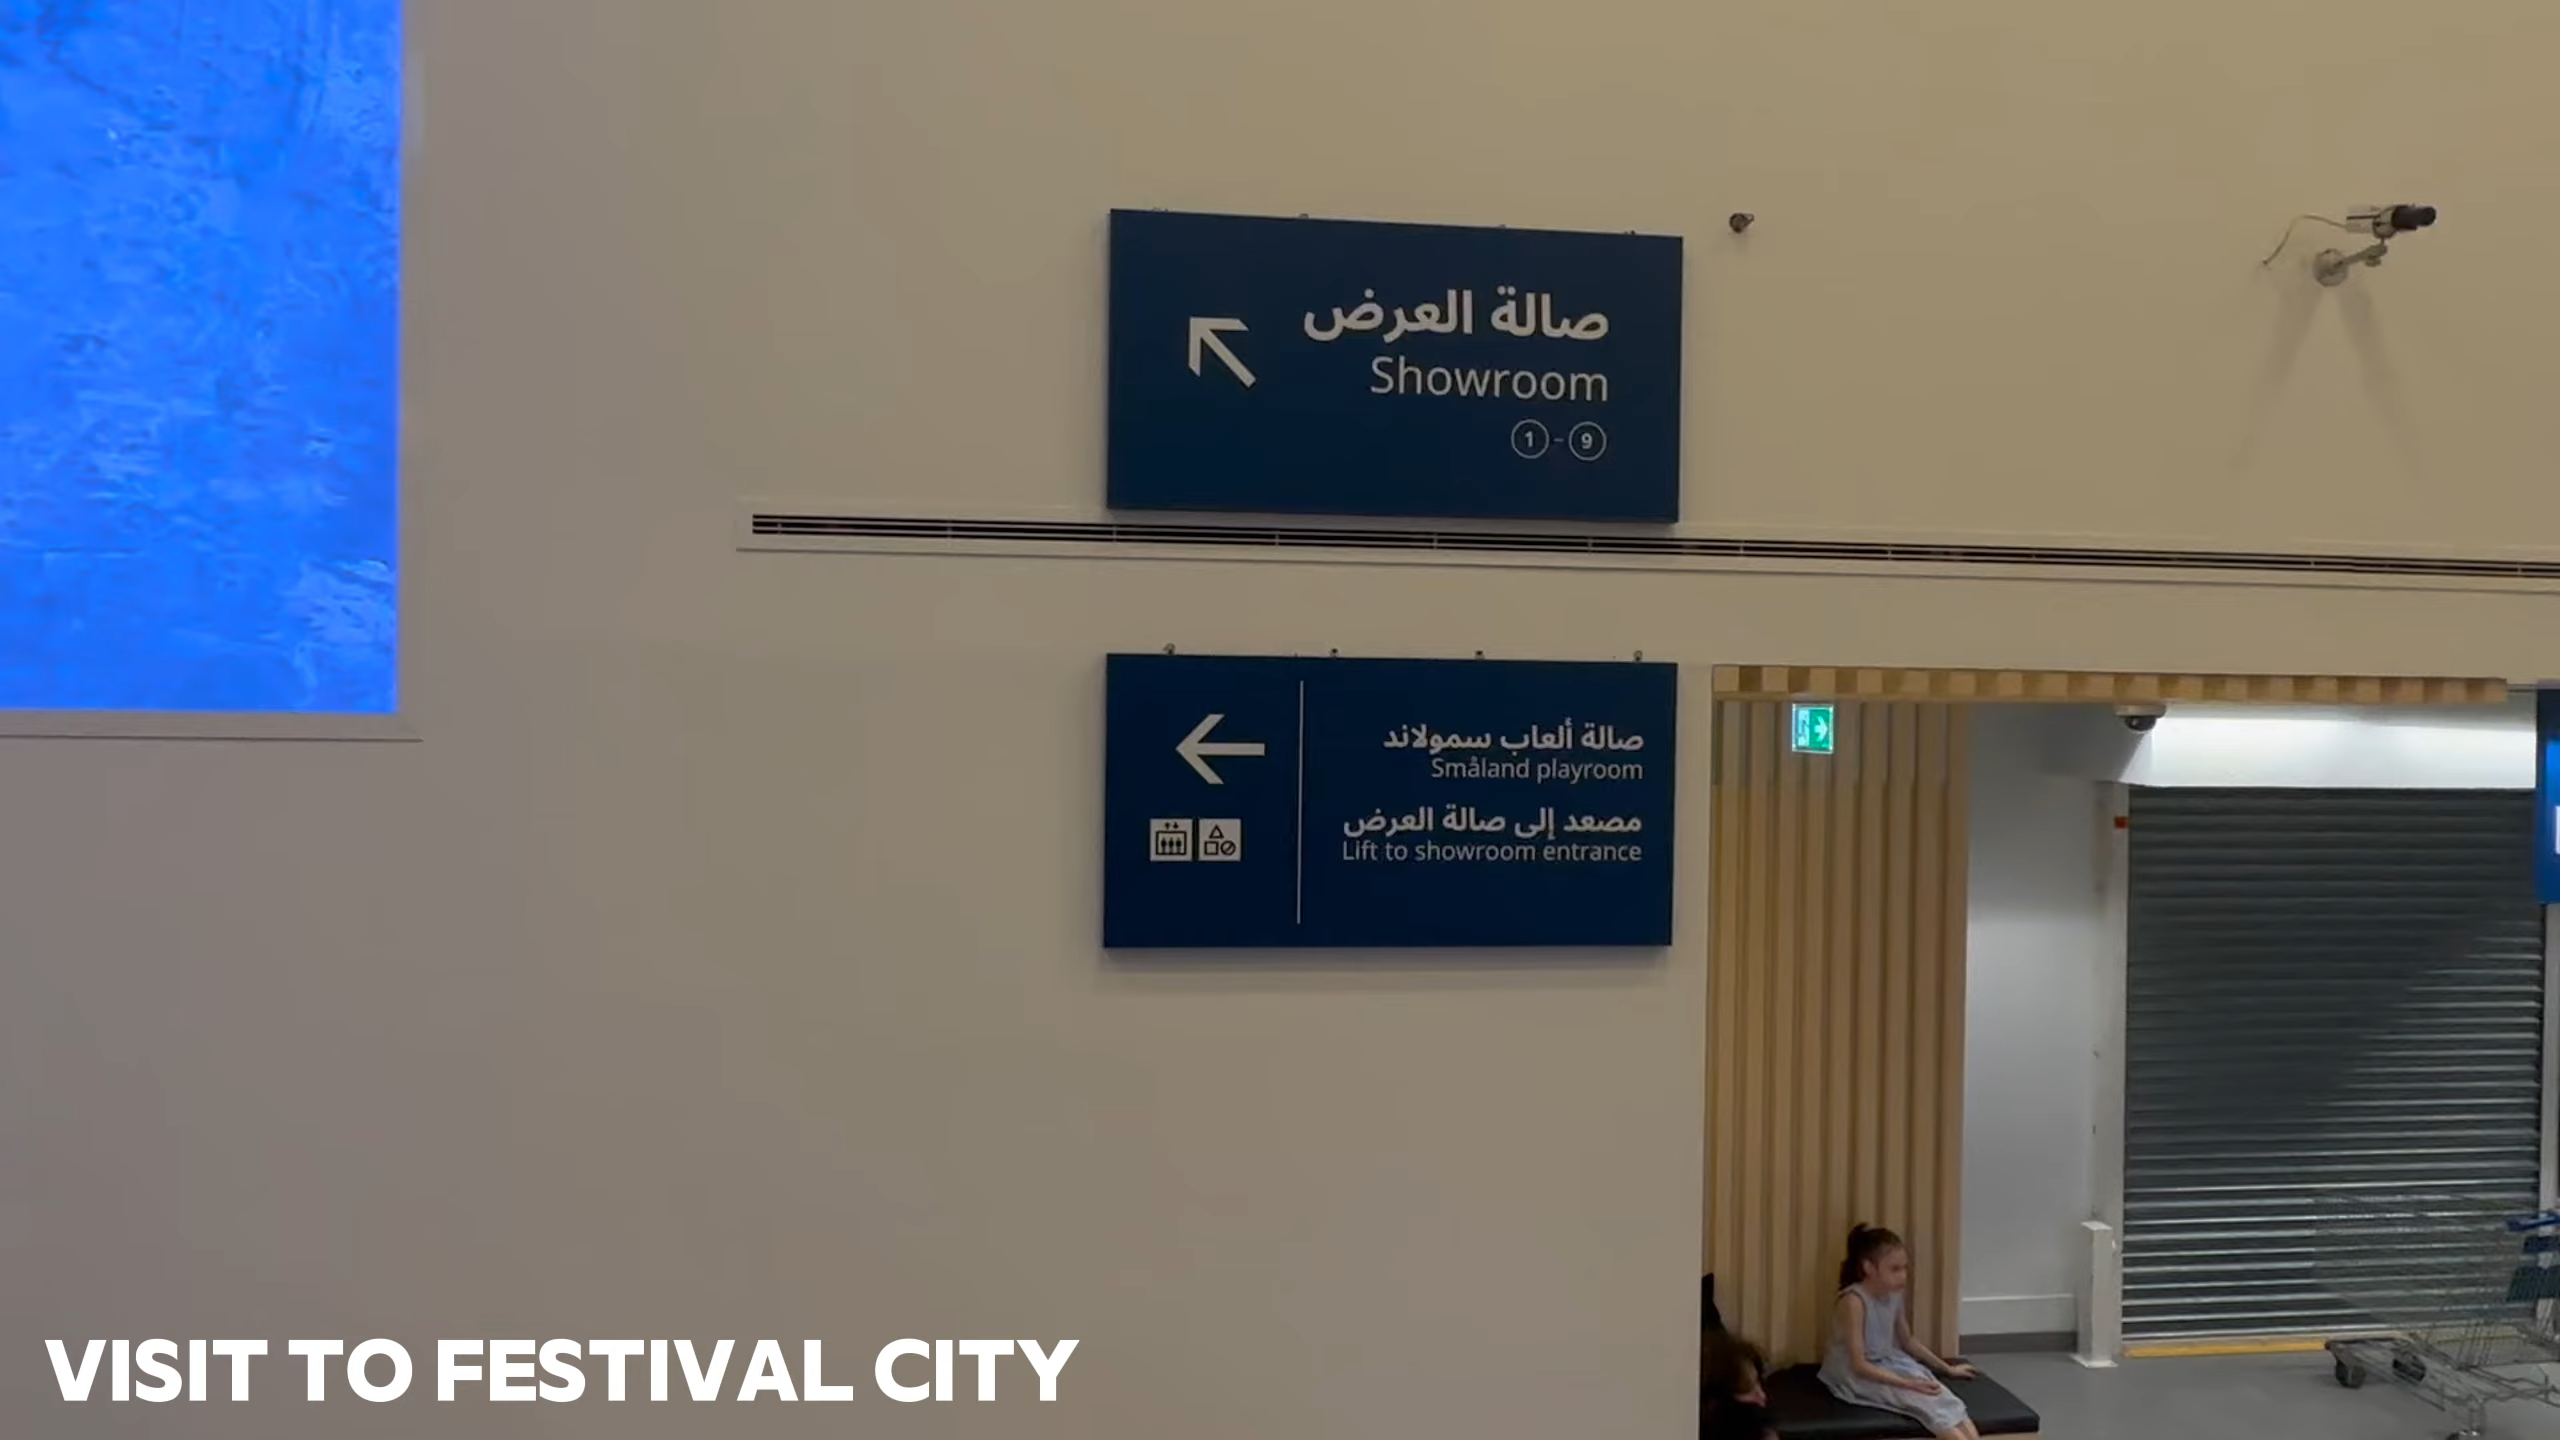 صالة العرض
Showroom
1 - 9
صالة ألعاب سمولاند
Småland playroom
مصعد إلى صالة العرض
Lift to showroom entrance
VISIT TO FESTIVAL CITY